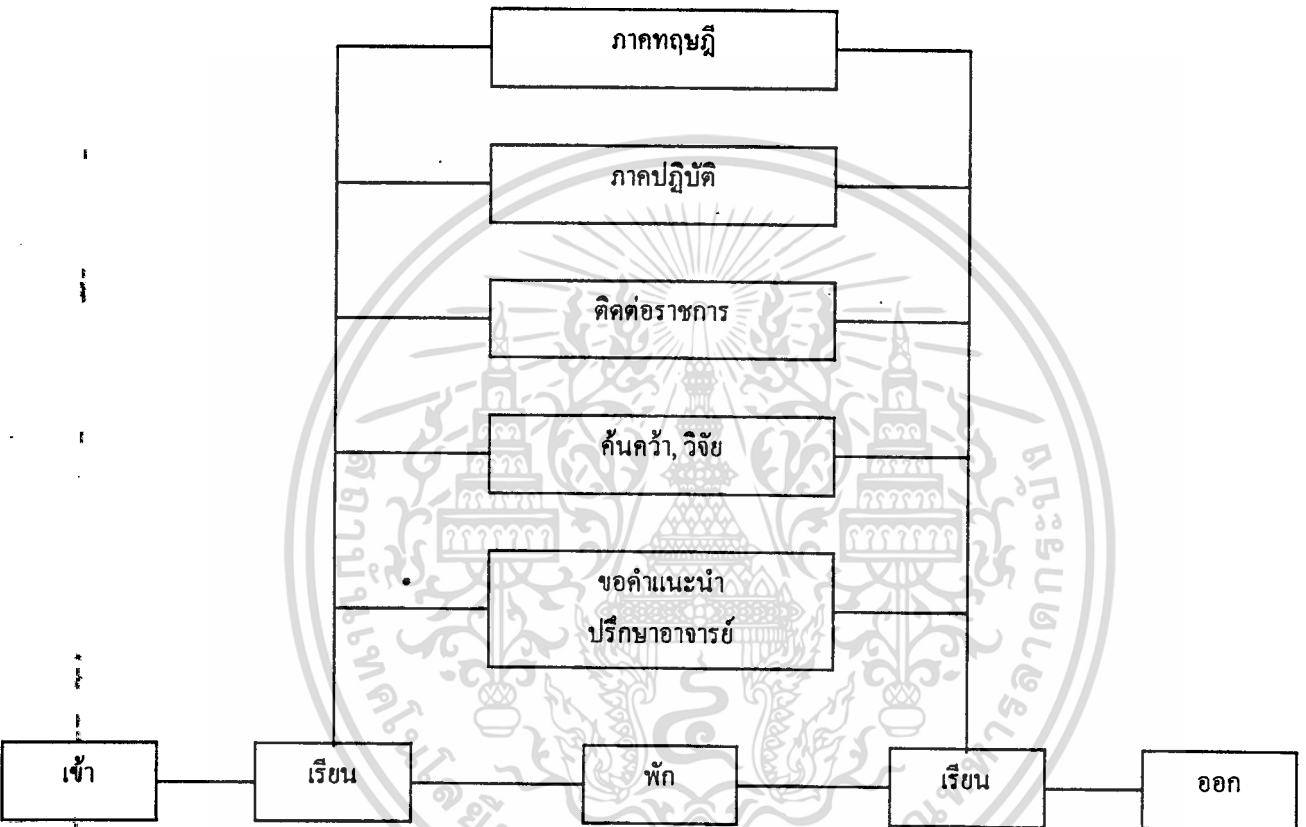 ภาคทฤษฎี
ภาคปฏิบัติ
ติดต่อราชการ
ค้นคว้า, วิจัย
ขอคำแนะนำ
ปรึกษาอาจารย์
เข้า
เรียน
พัก
เรียน
ออก